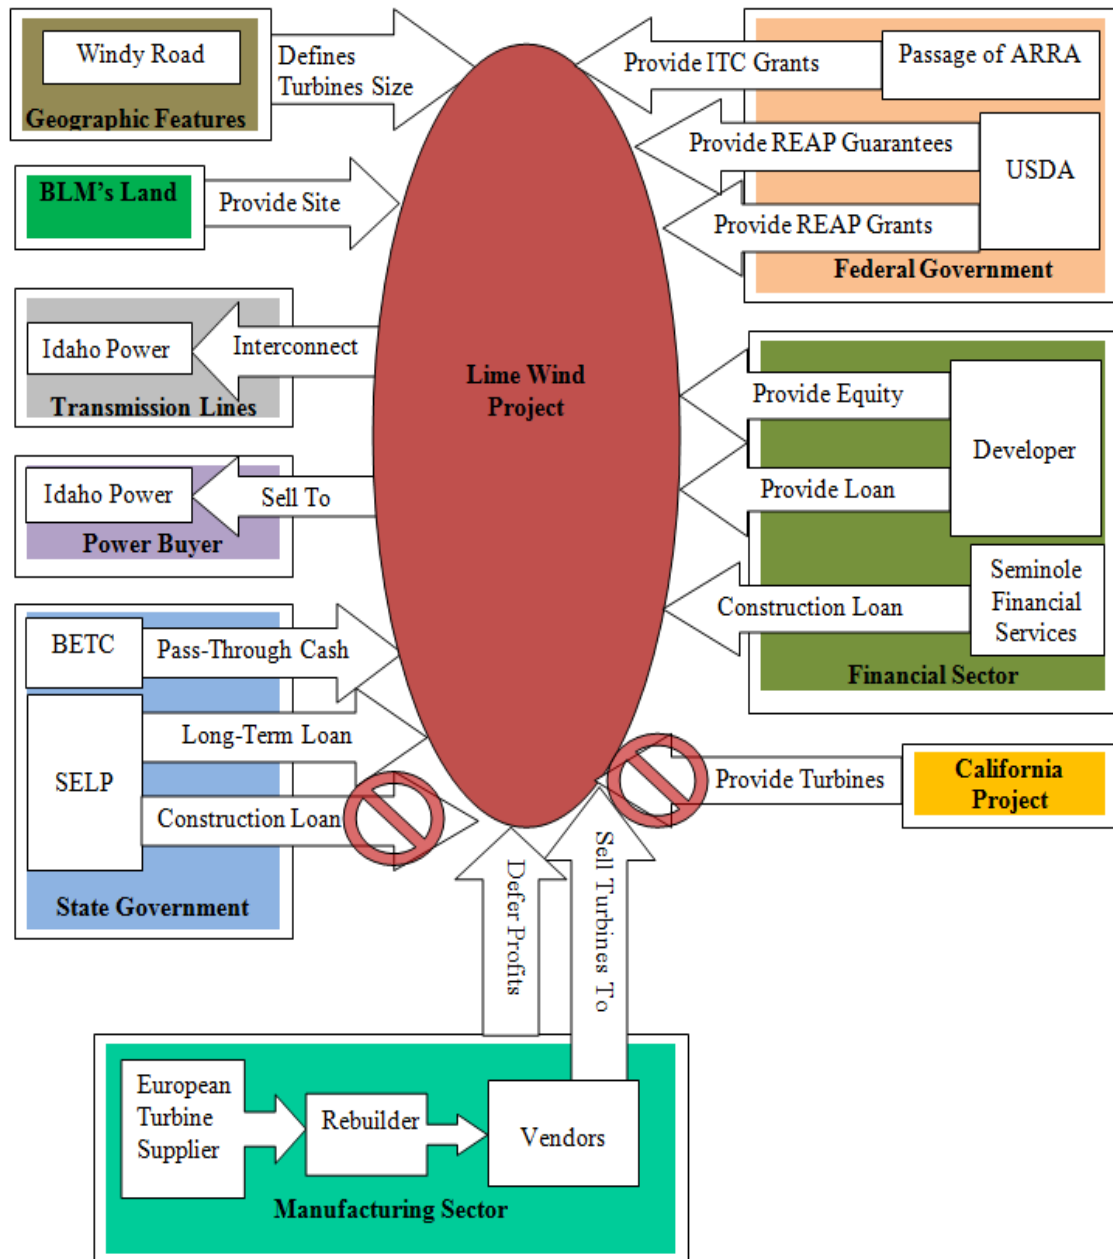 Windy Road
Defines
Turbines Size
Geographic Features
Provide ITC Grants
Passage of ARRA
Provide REAP Guarantees
USDA
Provide REAP Grants
Federal Government
BLM's Land
Provide Site
Idaho Power
Interconnect
Transmission Lines
Lime Wind
Project
Provide Equity
Developer
Provide Loan
Idaho Power
Sell To
Power Buyer
Construction Loan
Seminole
Financial
Services
Financial Sector
BETC
Pass-Through Cash
Long-Term Loan
SELP
Construction Loan
State Government
Provide Turbines
California
Project
Defer Profits
Sell Turbines To
European
Turbine
Supplier
Rebuilder
Vendors
Manufacturing Sector